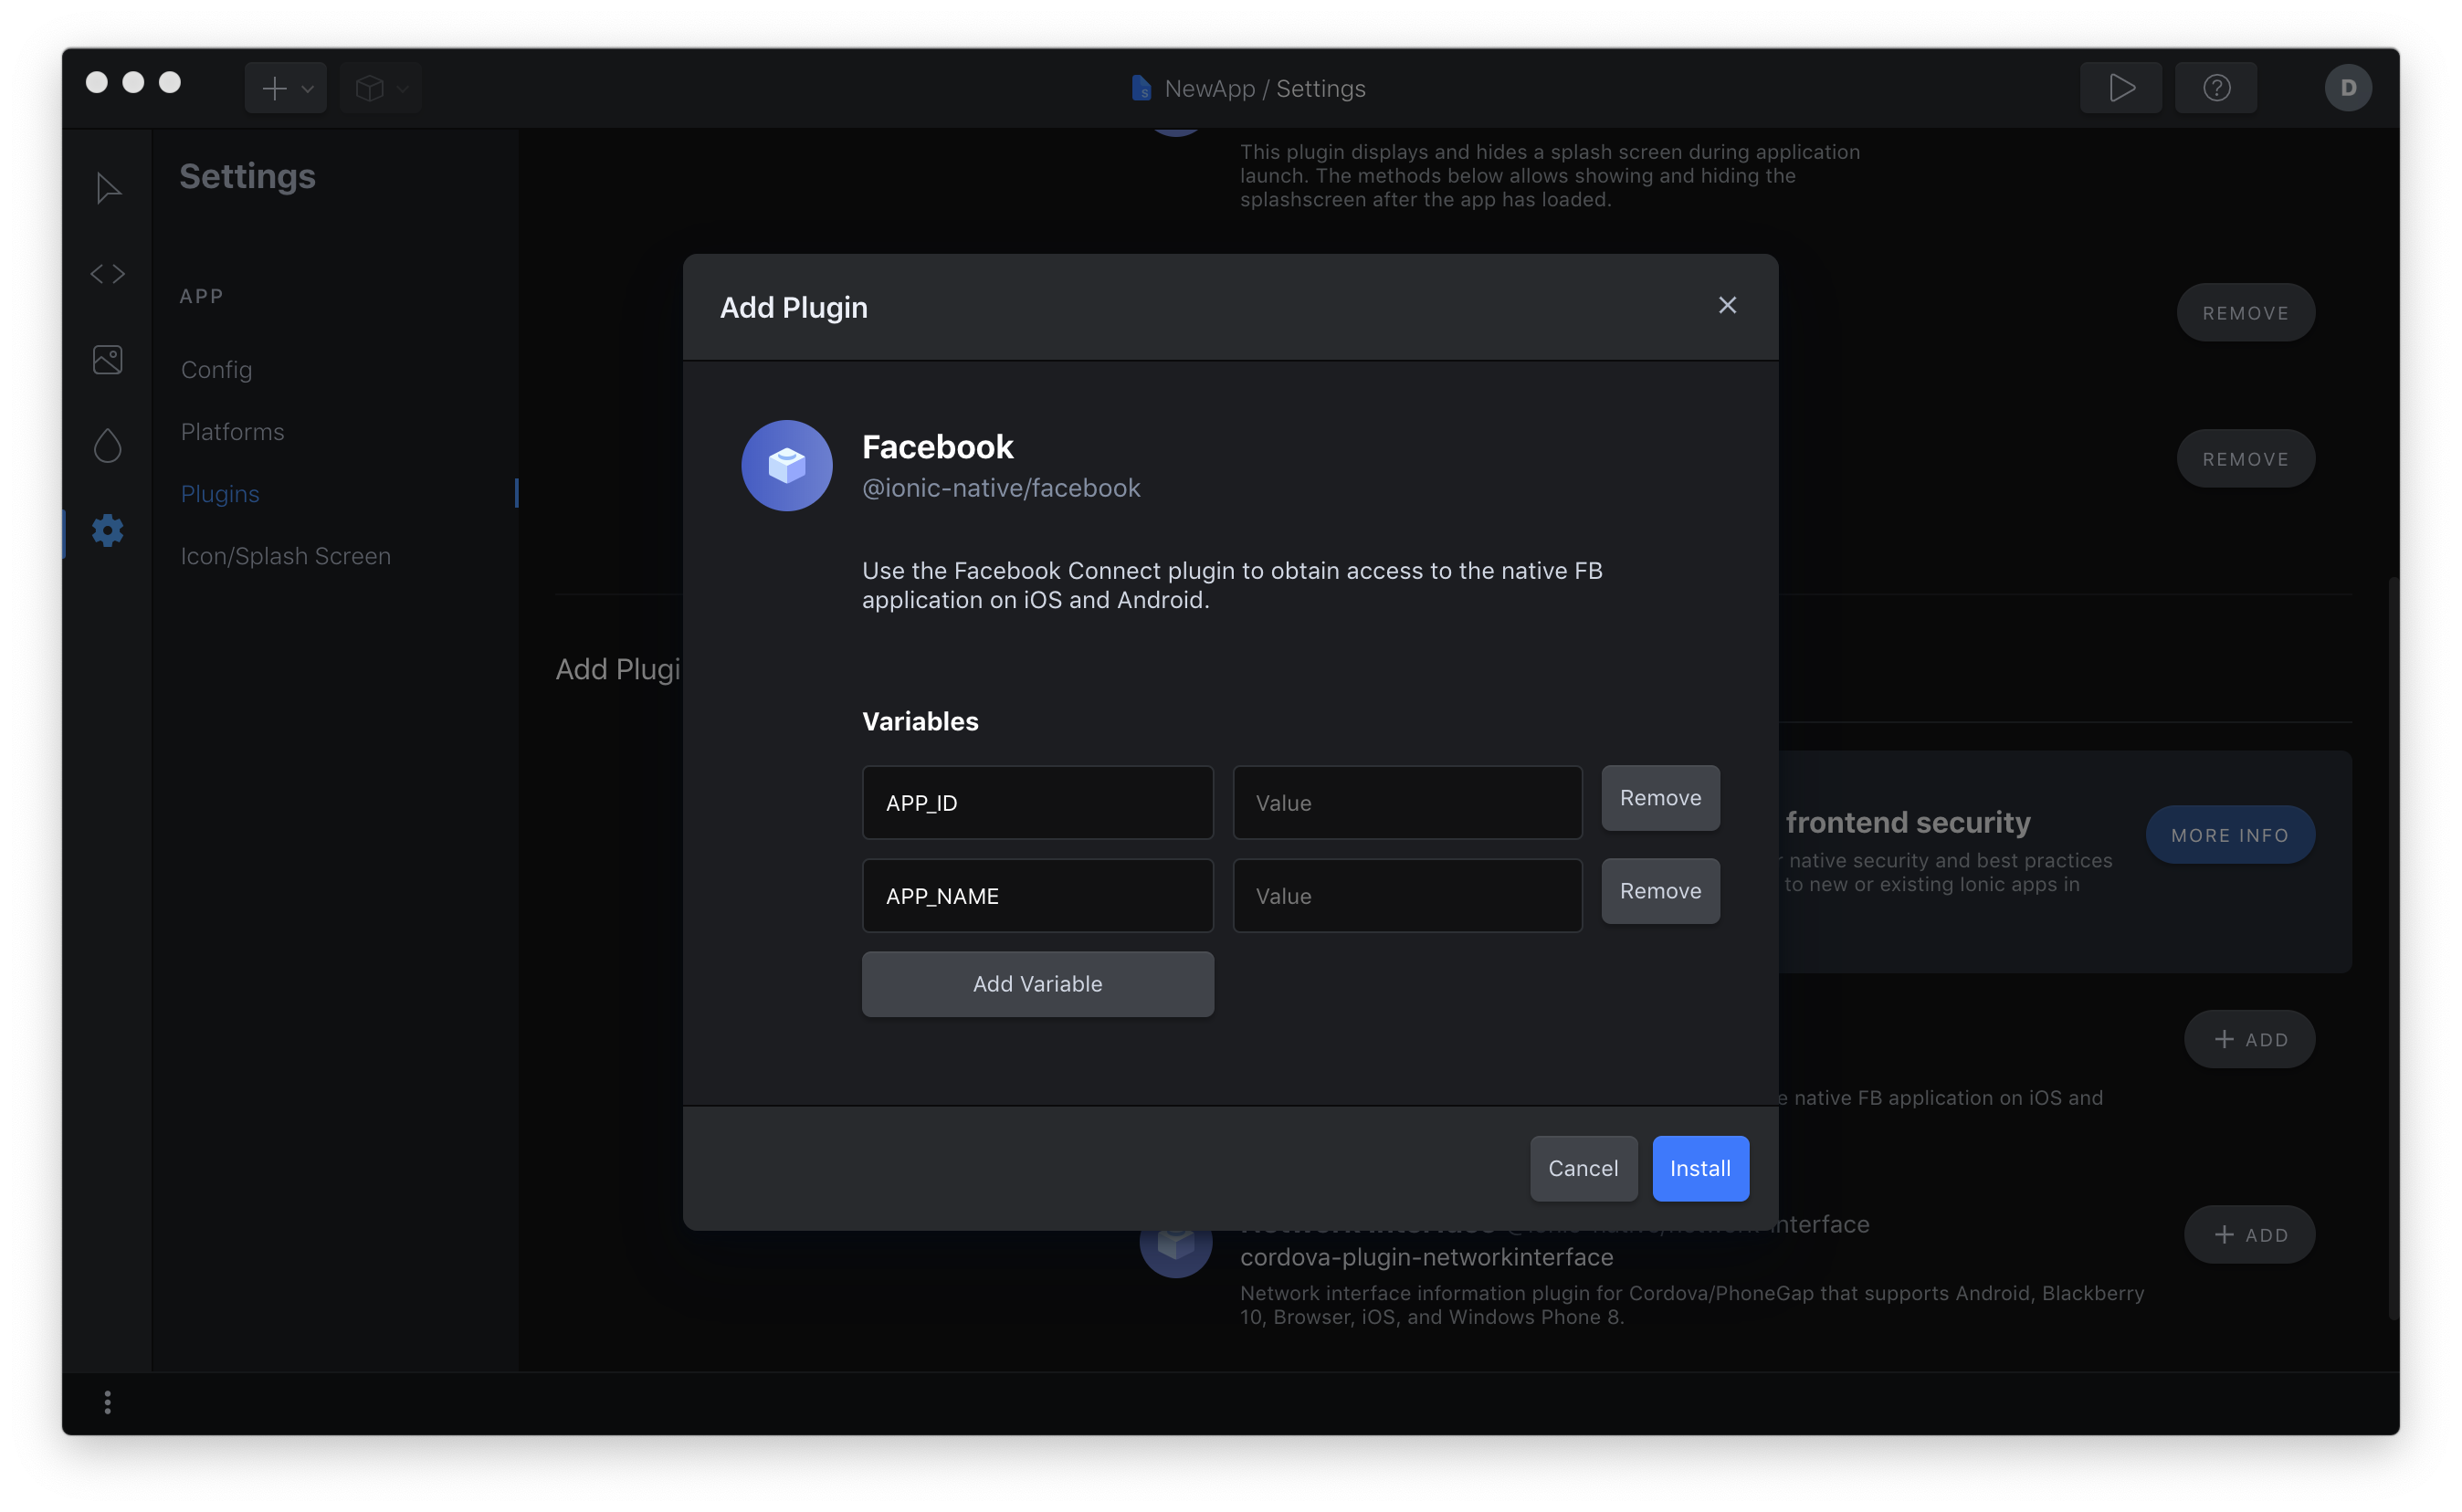 NewApp / Settings
D
Settings
APP
Config
Platforms
Plugins
Icon/Splash Screen
This plugin displays and hides a splash screen during application
launch. The methods below allows showing and hiding the
splashscreen after the app has loaded.
REMOVE
REMOVE
Add Plugi
Add Plugin
Facebook
@ionic-native/facebook
Use the Facebook Connect plugin to obtain access to the native FB
application on iOS and Android.
Variables
APP_ID Value Remove
APP_NAME Value Remove
Add Variable
Cancel Install
frontend security
native security and best practices
to new or existing Ionic apps in
MORE INFO
ADD
native FB application on iOS and
nterface
ADD
cordova-plugin-networkinterface
Network interface information plugin for Cordova/PhoneGap that supports Android, Blackberry
10, Browser, iOS, and Windows Phone 8.